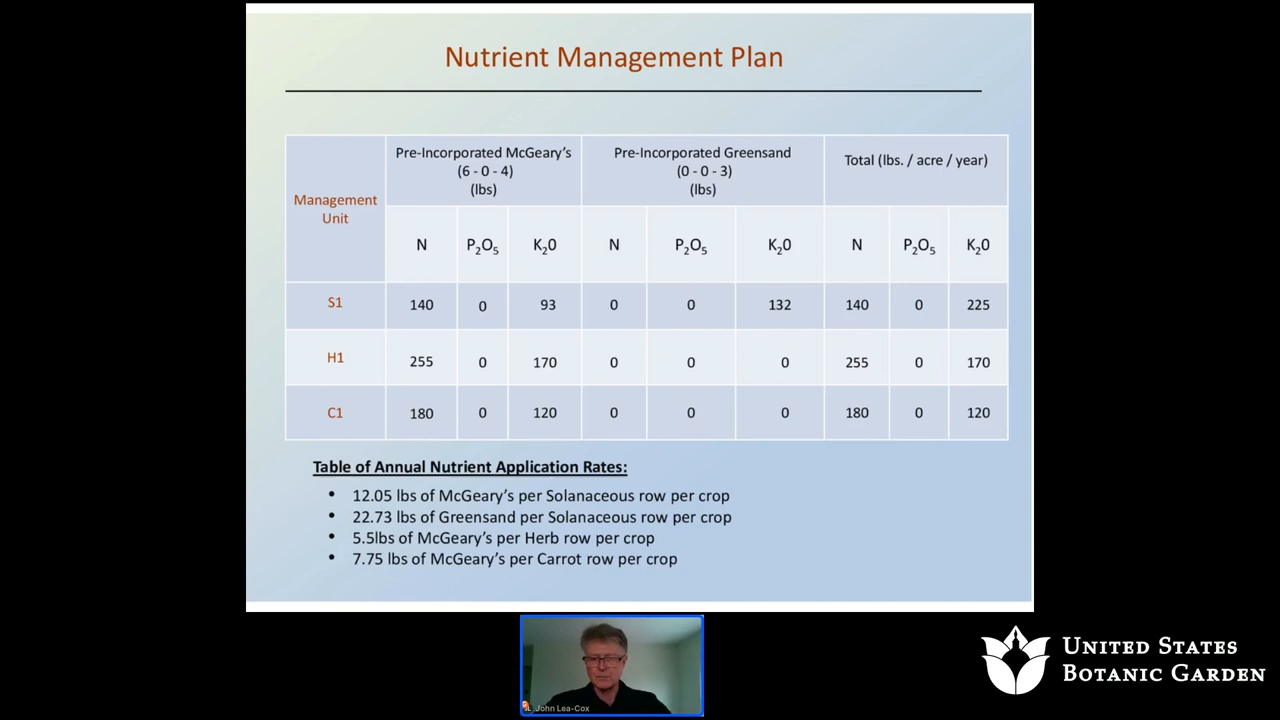 Nutrient Management Plan
Management
Unit
Pre-Incorporated McGeary's
(6 - 0 - 4)
(lbs)
Pre-Incorporated Greensand
(0 - 0 - 3)
(lbs)
Total (lbs. / acre / year)
N P₂O₅ K₂0 N P₂O₅ K₂0 N P₂O₅ K₂0
S1 140 0 93 0 0 132 140 0 225
H1 255 0 170 0 0 0 255 0 170
C1 180 0 120 0 0 0 180 0 120
Table of Annual Nutrient Application Rates:
• 12.05 lbs of McGeary's per Solanaceous row per crop
• 22.73 lbs of Greensand per Solanaceous row per crop
• 5.5lbs of McGeary's per Herb row per crop
• 7.75 lbs of McGeary's per Carrot row per crop
John Lea-Cox
UNITED STATES
BOTANIC GARDEN